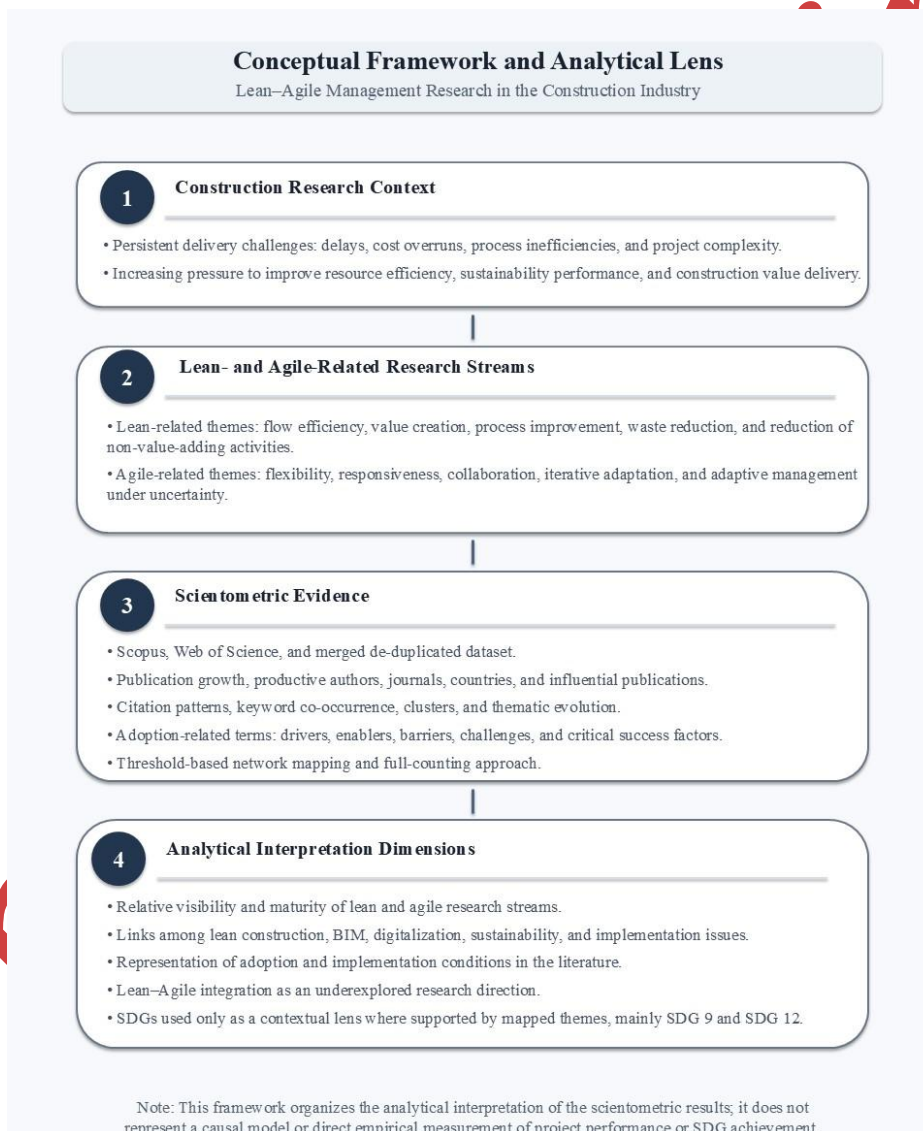 Conceptual Framework and Analytical Lens
Lean–Agile Management Research in the Construction Industry
1
Construction Research Context
• Persistent delivery challenges: delays, cost overruns, process inefficiencies, and project complexity.
• Increasing pressure to improve resource efficiency, sustainability performance, and construction value delivery.
2
Lean- and Agile-Related Research Streams
• Lean-related themes: flow efficiency, value creation, process improvement, waste reduction, and reduction of
non-value-adding activities.
• Agile-related themes: flexibility, responsiveness, collaboration, iterative adaptation, and adaptive management
under uncertainty.
3
Scientometric Evidence
• Scopus, Web of Science, and merged de-duplicated dataset.
• Publication growth, productive authors, journals, countries, and influential publications.
• Citation patterns, keyword co-occurrence, clusters, and thematic evolution.
• Adoption-related terms: drivers, enablers, barriers, challenges, and critical success factors.
• Threshold-based network mapping and full-counting approach.
4
Analytical Interpretation Dimensions
• Relative visibility and maturity of lean and agile research streams.
• Links among lean construction, BIM, digitalization, sustainability, and implementation issues.
• Representation of adoption and implementation conditions in the literature.
• Lean–Agile integration as an underexplored research direction.
• SDGs used only as a contextual lens where supported by mapped themes, mainly SDG 9 and SDG 12.
Note: This framework organizes the analytical interpretation of the scientometric results; it does not
represent a causal model or direct empirical measurement of project performance or SDG achievement